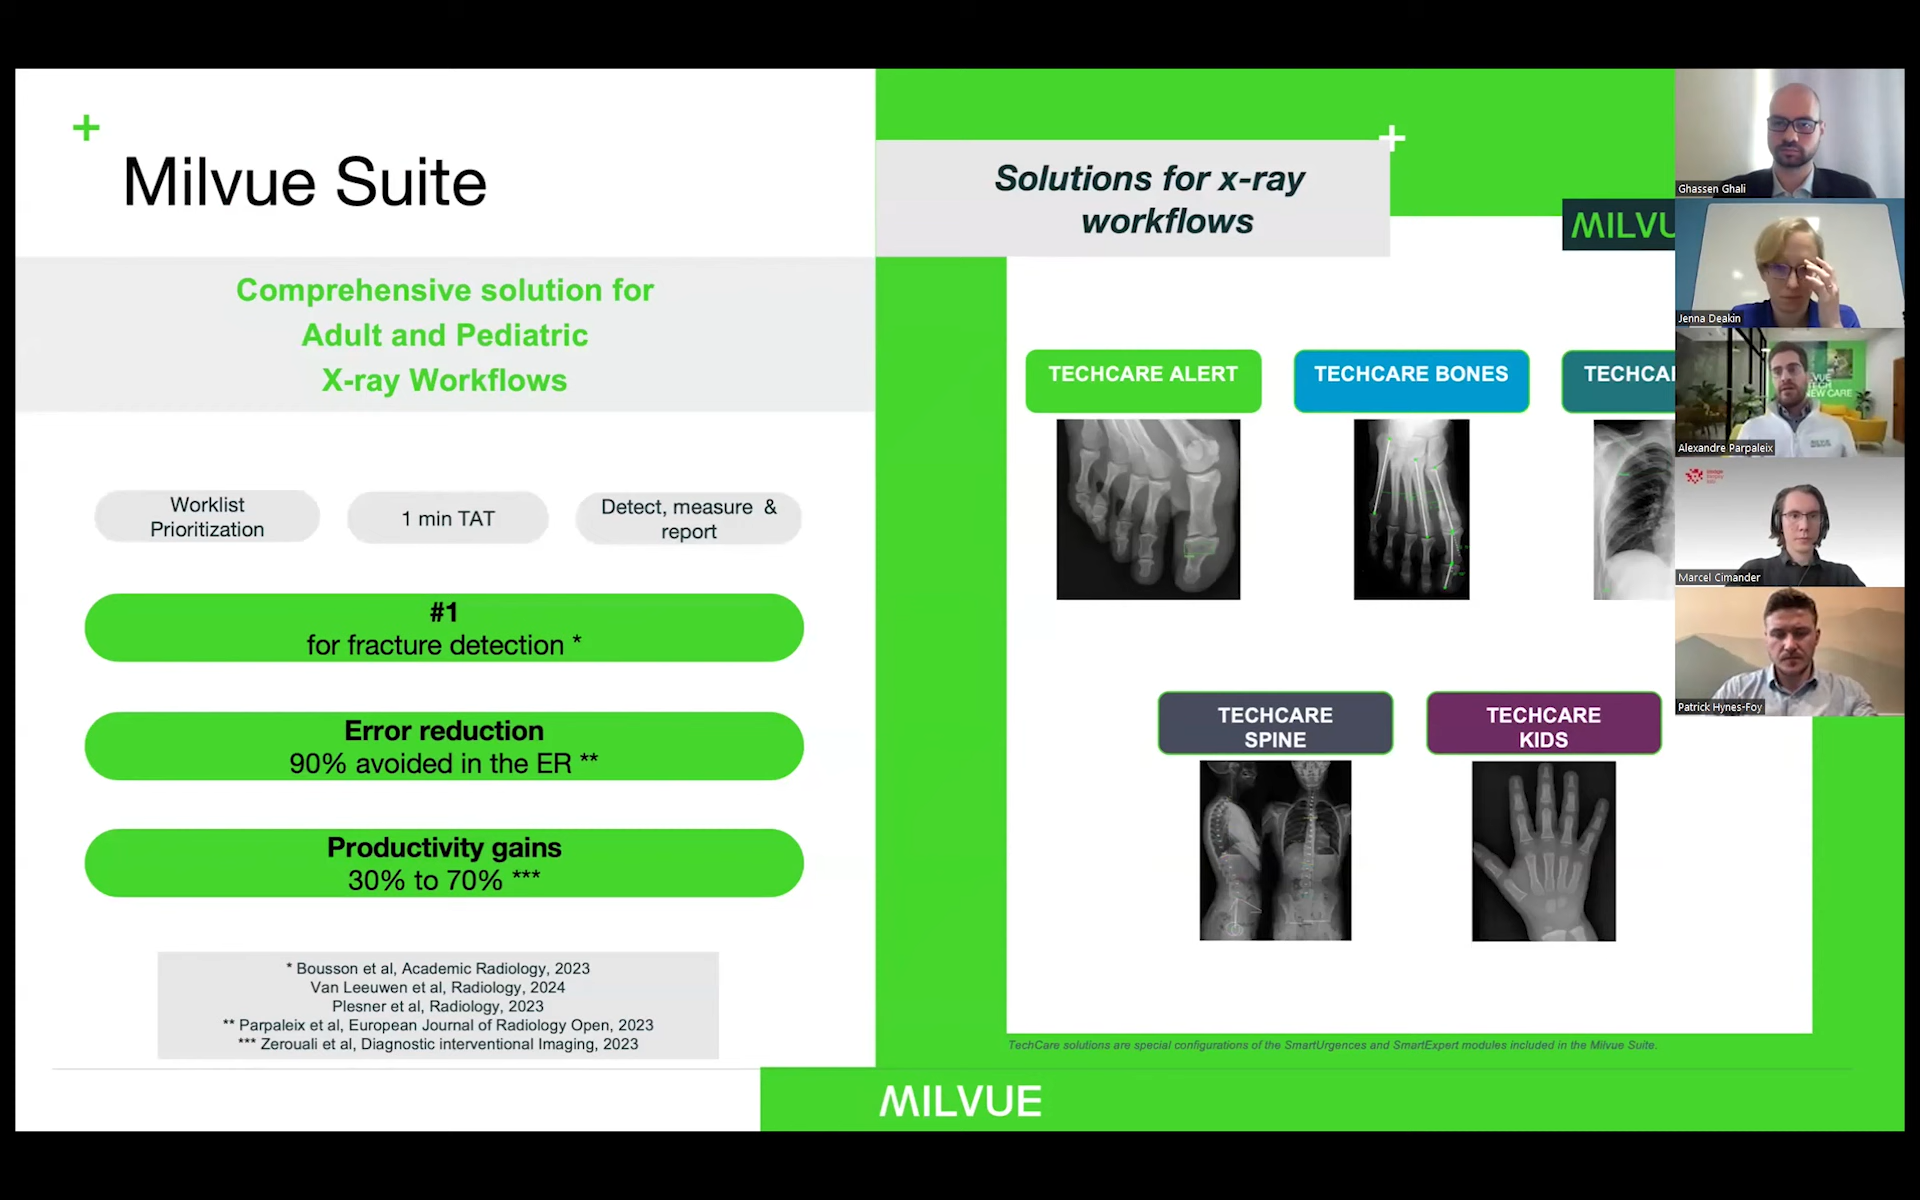 Milvue Suite
Comprehensive solution for
Adult and Pediatric
X-ray Workflows
Worklist
Prioritization
1 min TAT
Detect, measure &
report
#1
for fracture detection *
Error reduction
90% avoided in the ER **
Productivity gains
30% to 70% ***
* Bousson et al, Academic Radiology, 2023
Van Leeuwen et al, Radiology, 2024
Plesner et al, Radiology, 2023
** Parpaleix et al, European Journal of Radiology Open, 2023
*** Zerouali et al, Diagnostic interventional Imaging, 2023
Solutions for x-ray
workflows
MILVU
TECHCARE ALERT
TECHCARE BONES
TECHCA
TECHCARE
SPINE
TECHCARE
KIDS
TechCare solutions are special configurations of the SmartUrgences and SmartExpert modules included in the Milvue Suite.
MILVUE
Ghassen Ghali
Jenna Deakin
NEW CARE
Alexandre Parpaleix
Marcel Cimander
Patrick Hynes-Foy